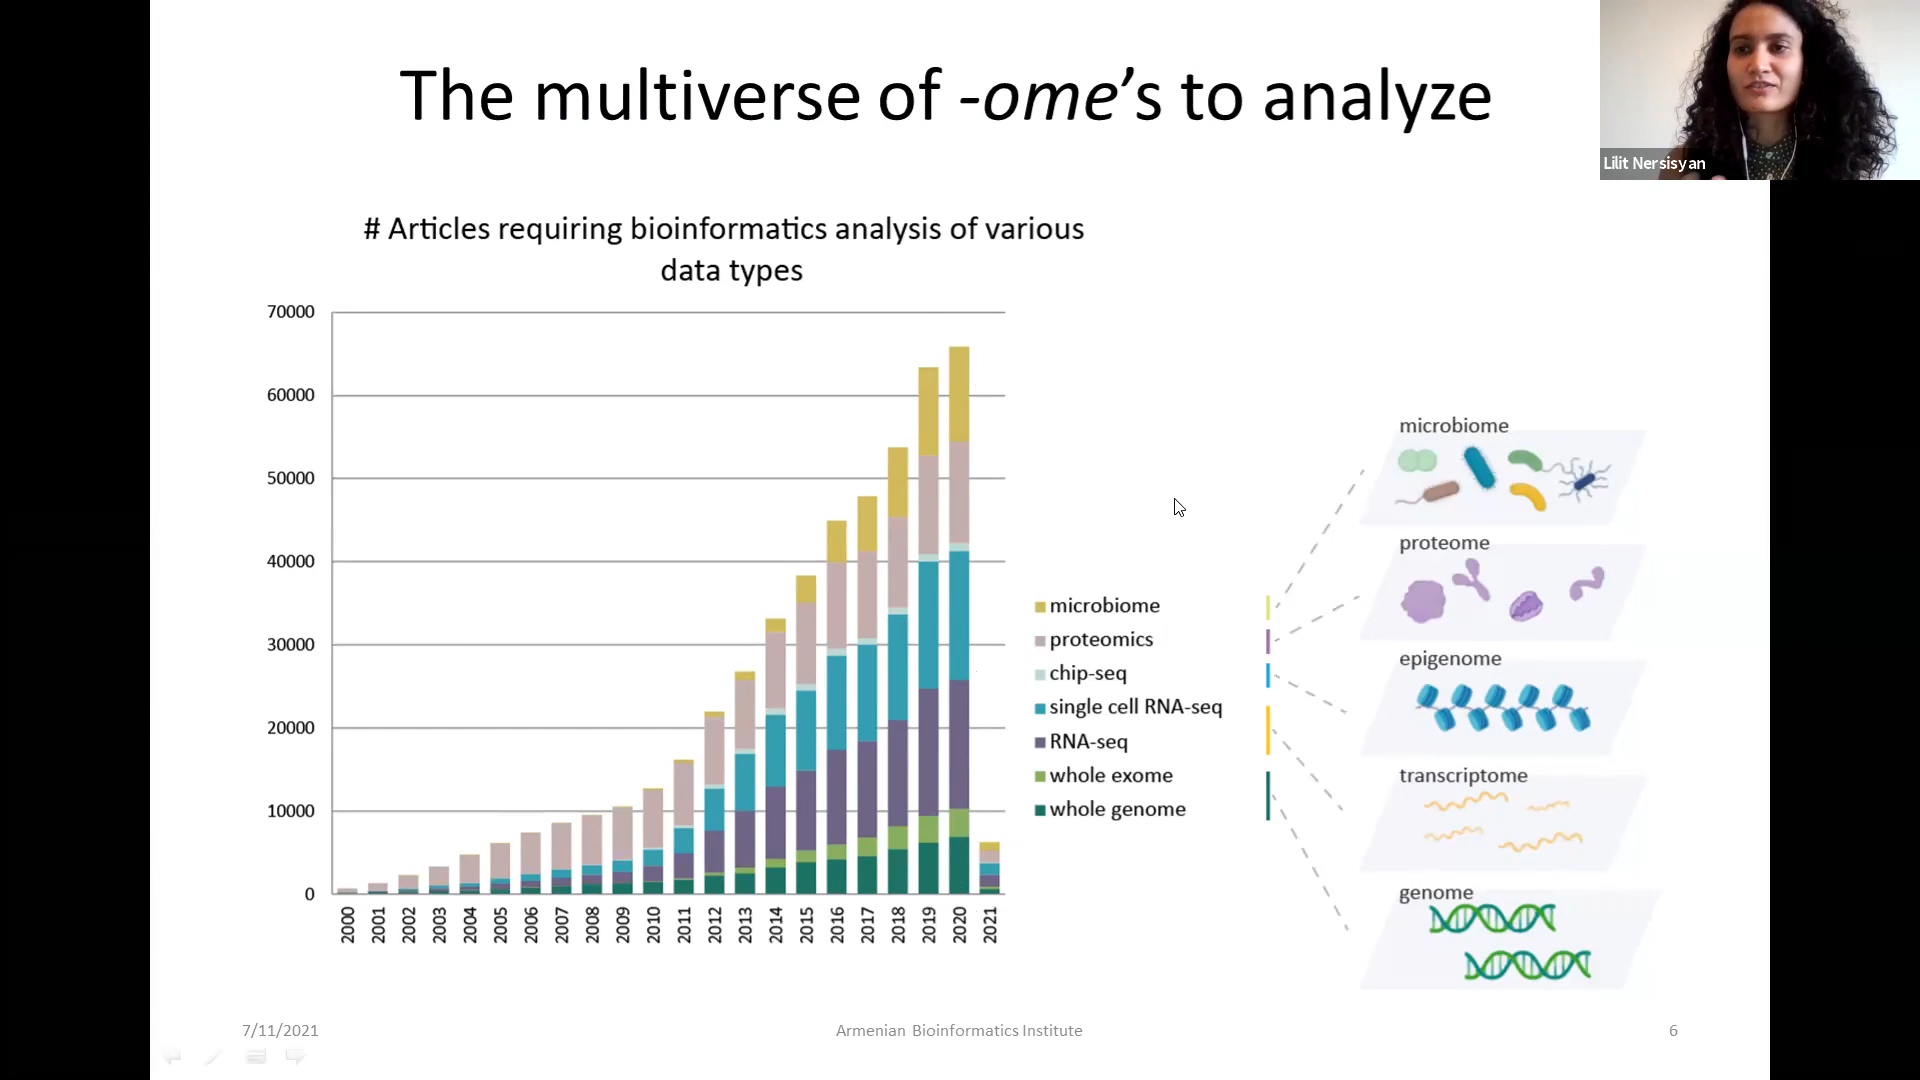 The multiverse of -ome’s to analyze
Lilit Nersisyan
# Articles requiring bioinformatics analysis of various
data types
70000
60000
50000
40000
30000
20000
10000
0
2000
2001
2002
2003
2004
2005
2006
2007
2008
2009
2010
2011
2012
2013
2014
2015
2016
2017
2018
2019
2020
2021
microbiome
proteomics
chip-seq
single cell RNA-seq
RNA-seq
whole exome
whole genome
microbiome
proteome
epigenome
transcriptome
genome
7/11/2021
Armenian Bioinformatics Institute
6